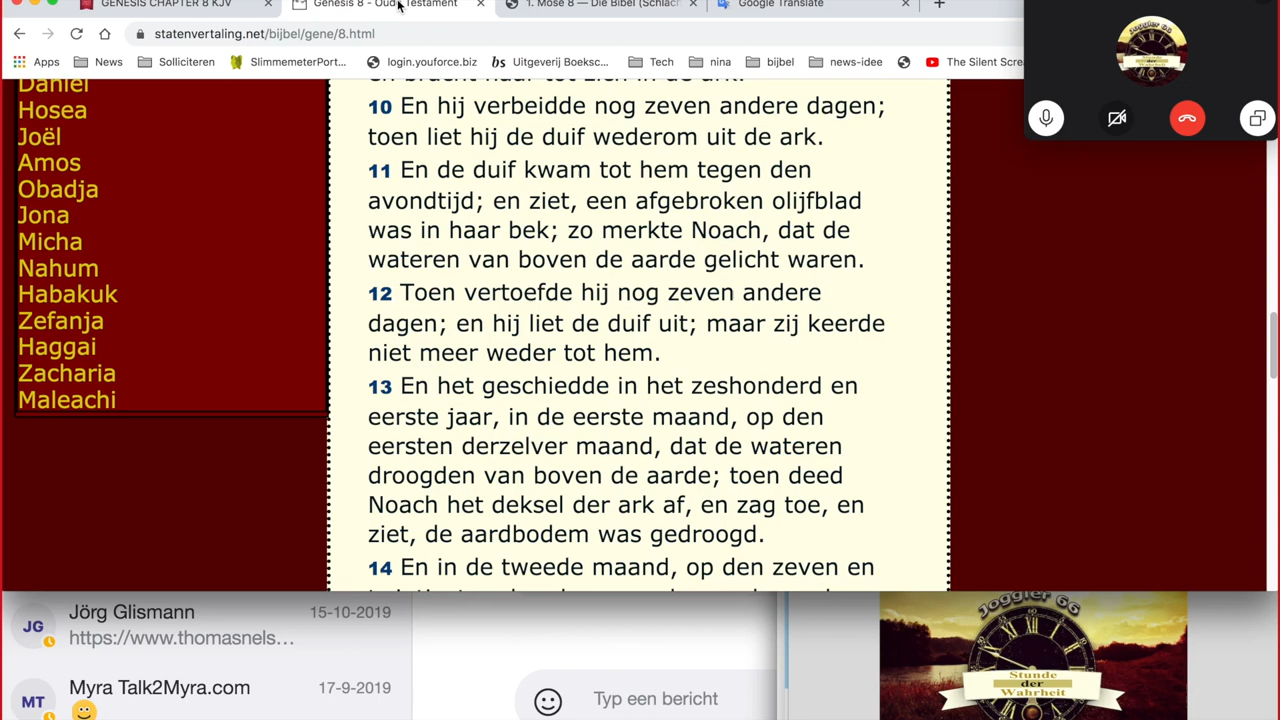 GENESIS CHAPTER 8 KJV
Genesis 8 - Oud Testament
1. Mose 8 — Die Bibel (Schlach
Google Translate
statenvertaling.net/bijbel/gene/8.html
Apps
News
Solliciteren
SlimmemeterPort...
login.youforce.biz
bs
Uitgeverij Boeksc...
Tech
nina
bijbel
news-idee
The Silent Screa
Daniël
Hosea
Joël
Amos
Obadja
Jona
Micha
Nahum
Habakuk
Zefanja
Haggai
Zacharia
Maleachi
10 En hij verbeidde nog zeven andere dagen;
toen liet hij de duif wederom uit de ark.
11 En de duif kwam tot hem tegen den
avondtijd; en ziet, een afgebroken olijfblad
was in haar bek; zo merkte Noach, dat de
wateren van boven de aarde gelicht waren.
12 Toen vertoefde hij nog zeven andere
dagen; en hij liet de duif uit; maar zij keerde
niet meer weder tot hem.
13 En het geschiedde in het zeshonderd en
eerste jaar, in de eerste maand, op den
eersten derzelver maand, dat de wateren
droogden van boven de aarde; toen deed
Noach het deksel der ark af, en zag toe, en
ziet, de aardbodem was gedroogd.
14 En in de tweede maand, op den zeven en
Joggler 66
JG
Jörg Glismann
15-10-2019
https://www.thomasnels...
MT
Myra Talk2Myra.com
17-9-2019
Typ een bericht
Joggler 66
Stunde
der
Wahrheit